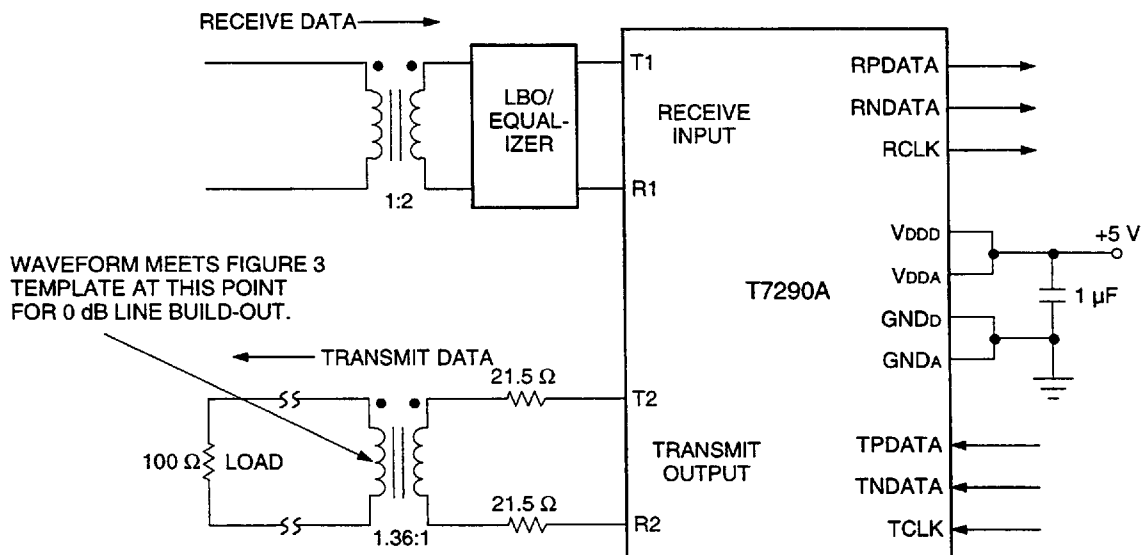 RECEIVE DATA
T1
LBO/
EQUAL-
IZER
RECEIVE
INPUT
R1
1:2
RPDATA
RNDATA
RCLK
VDDD
VDDA
+5 V
1 µF
GNDD
GNDA
T7290A
WAVEFORM MEETS FIGURE 3
TEMPLATE AT THIS POINT
FOR 0 dB LINE BUILD-OUT.
TRANSMIT DATA
21.5 Ω
T2
100 Ω LOAD
TRANSMIT
OUTPUT
21.5 Ω
R2
1.36:1
TPDATA
TNDATA
TCLK